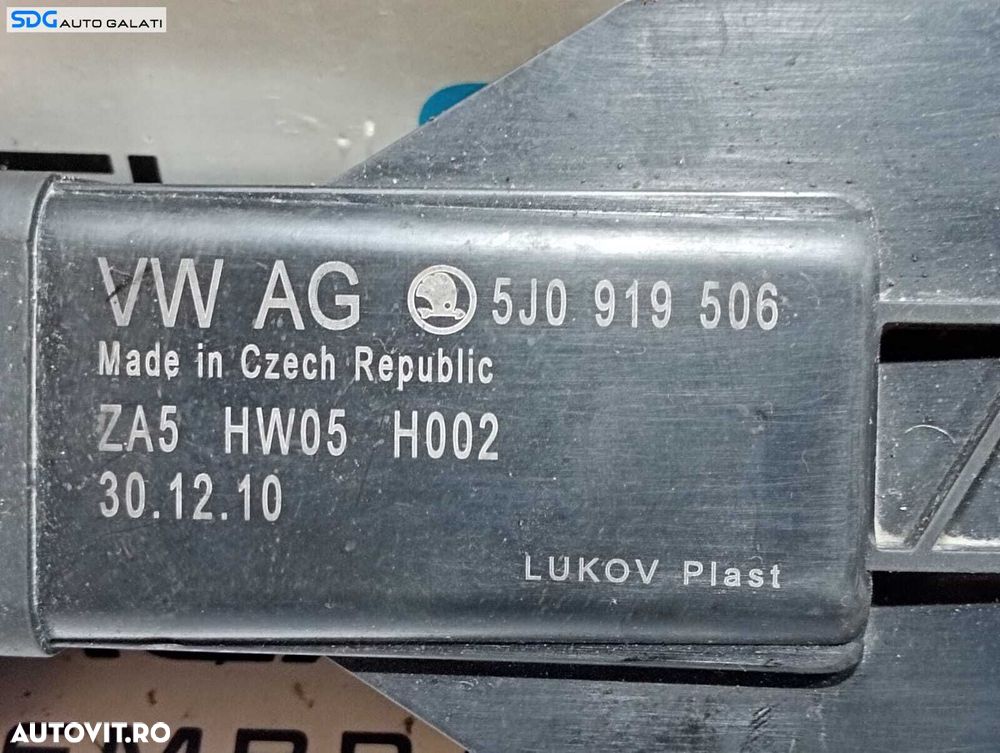 SDG AUTO GALATI
VW AG 5J0 919 506
Made in Czech Republic
ZA5 HW05 H002
30.12.10
LUKOV Plast
AUTOVIT.RO